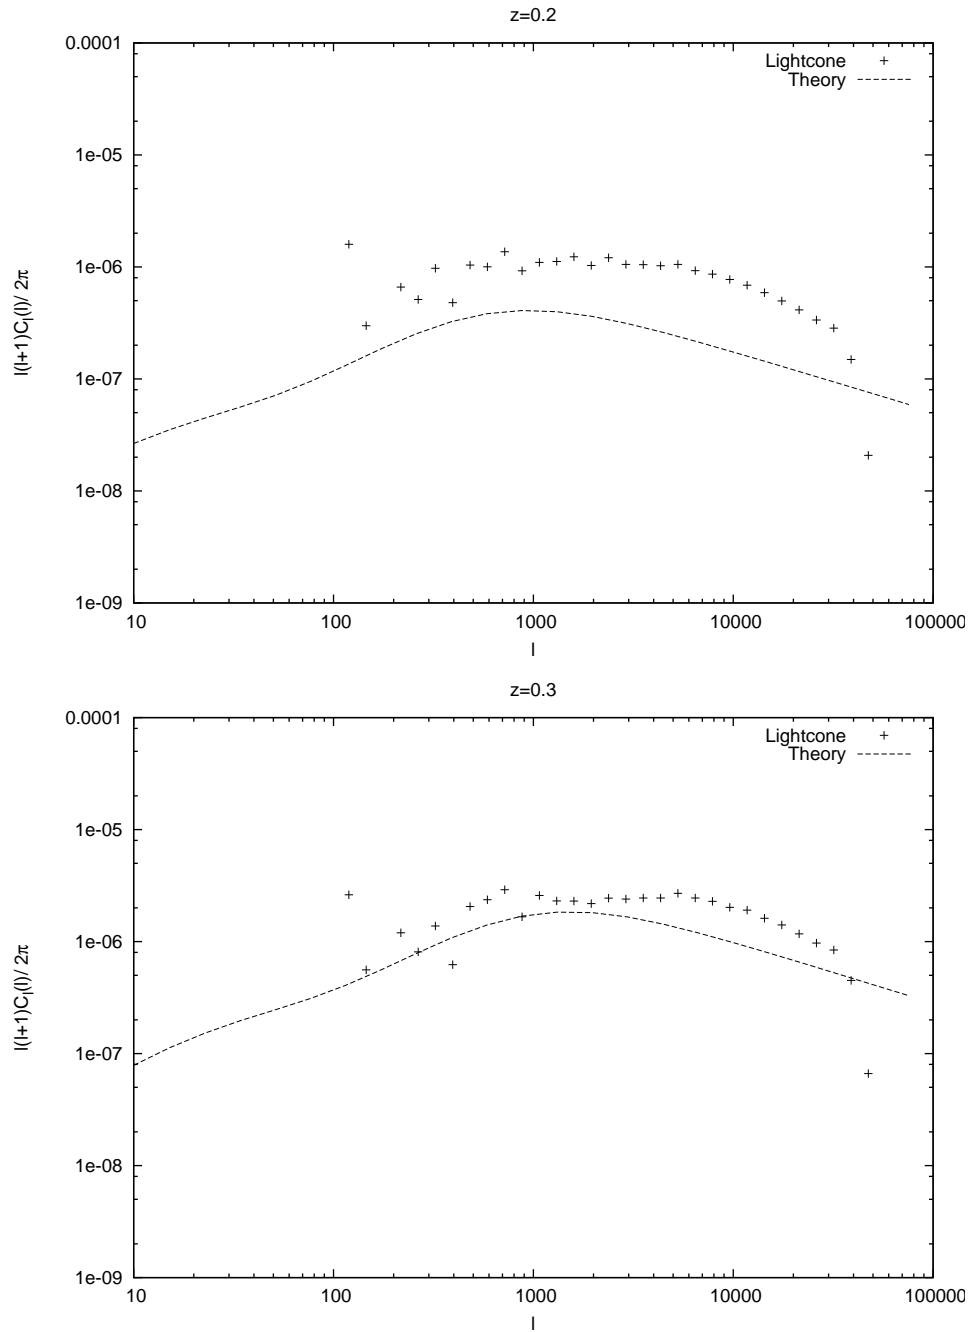 z=0.2
0.0001
Lightcone
Theory
1e-05
1e-06
1e-07
1e-08
1e-09
l(l+1)C_l(l)/ 2π
10 100 1000 10000 100000
l
z=0.3
0.0001
Lightcone
Theory
1e-05
1e-06
1e-07
1e-08
1e-09
l(l+1)C_l(l)/ 2π
10 100 1000 10000 100000
l